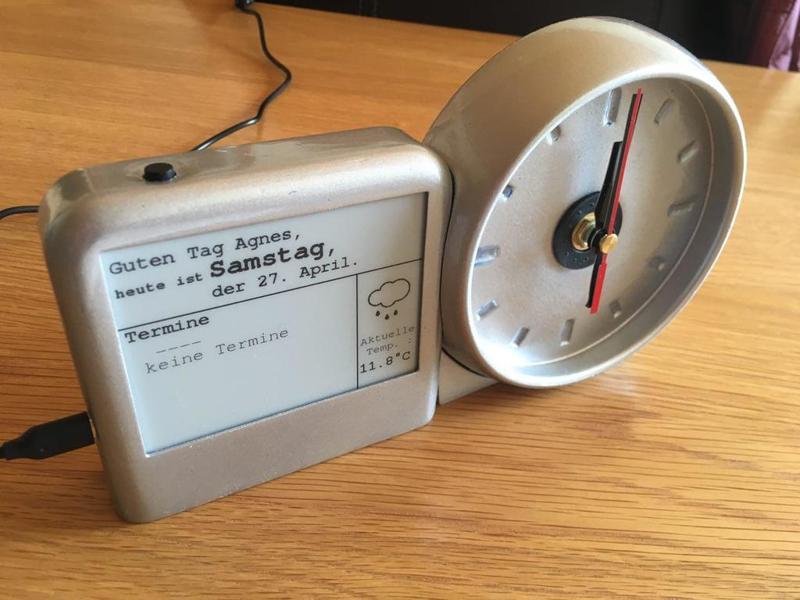 Guten Tag Agnes,
heute ist Samstag,
der 27. April.
Termine
----
keine Termine
Aktuelle
Temp. :
11.8°C